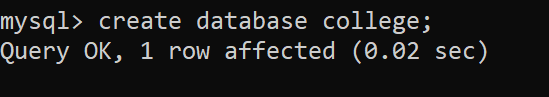 mysql> create database college;
Query OK, 1 row affected (0.02 sec)